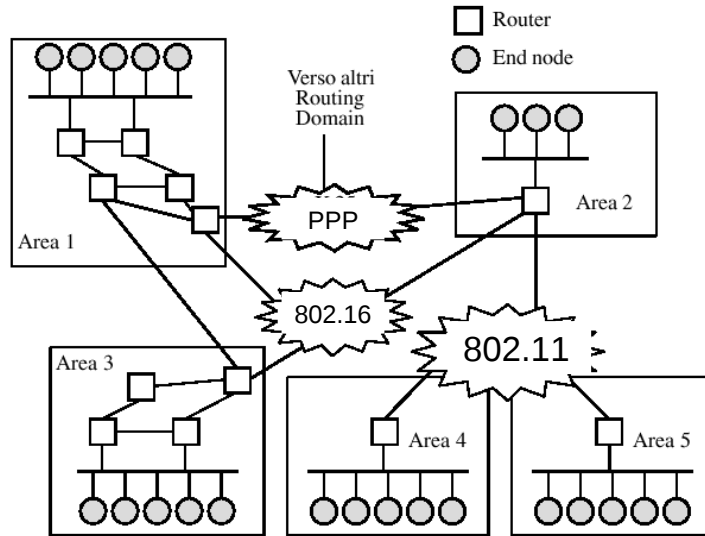 Router
End node
Verso altri
Routing
Domain
PPP
Area 1
Area 2
802.16
802.11
Area 3
Area 4
Area 5